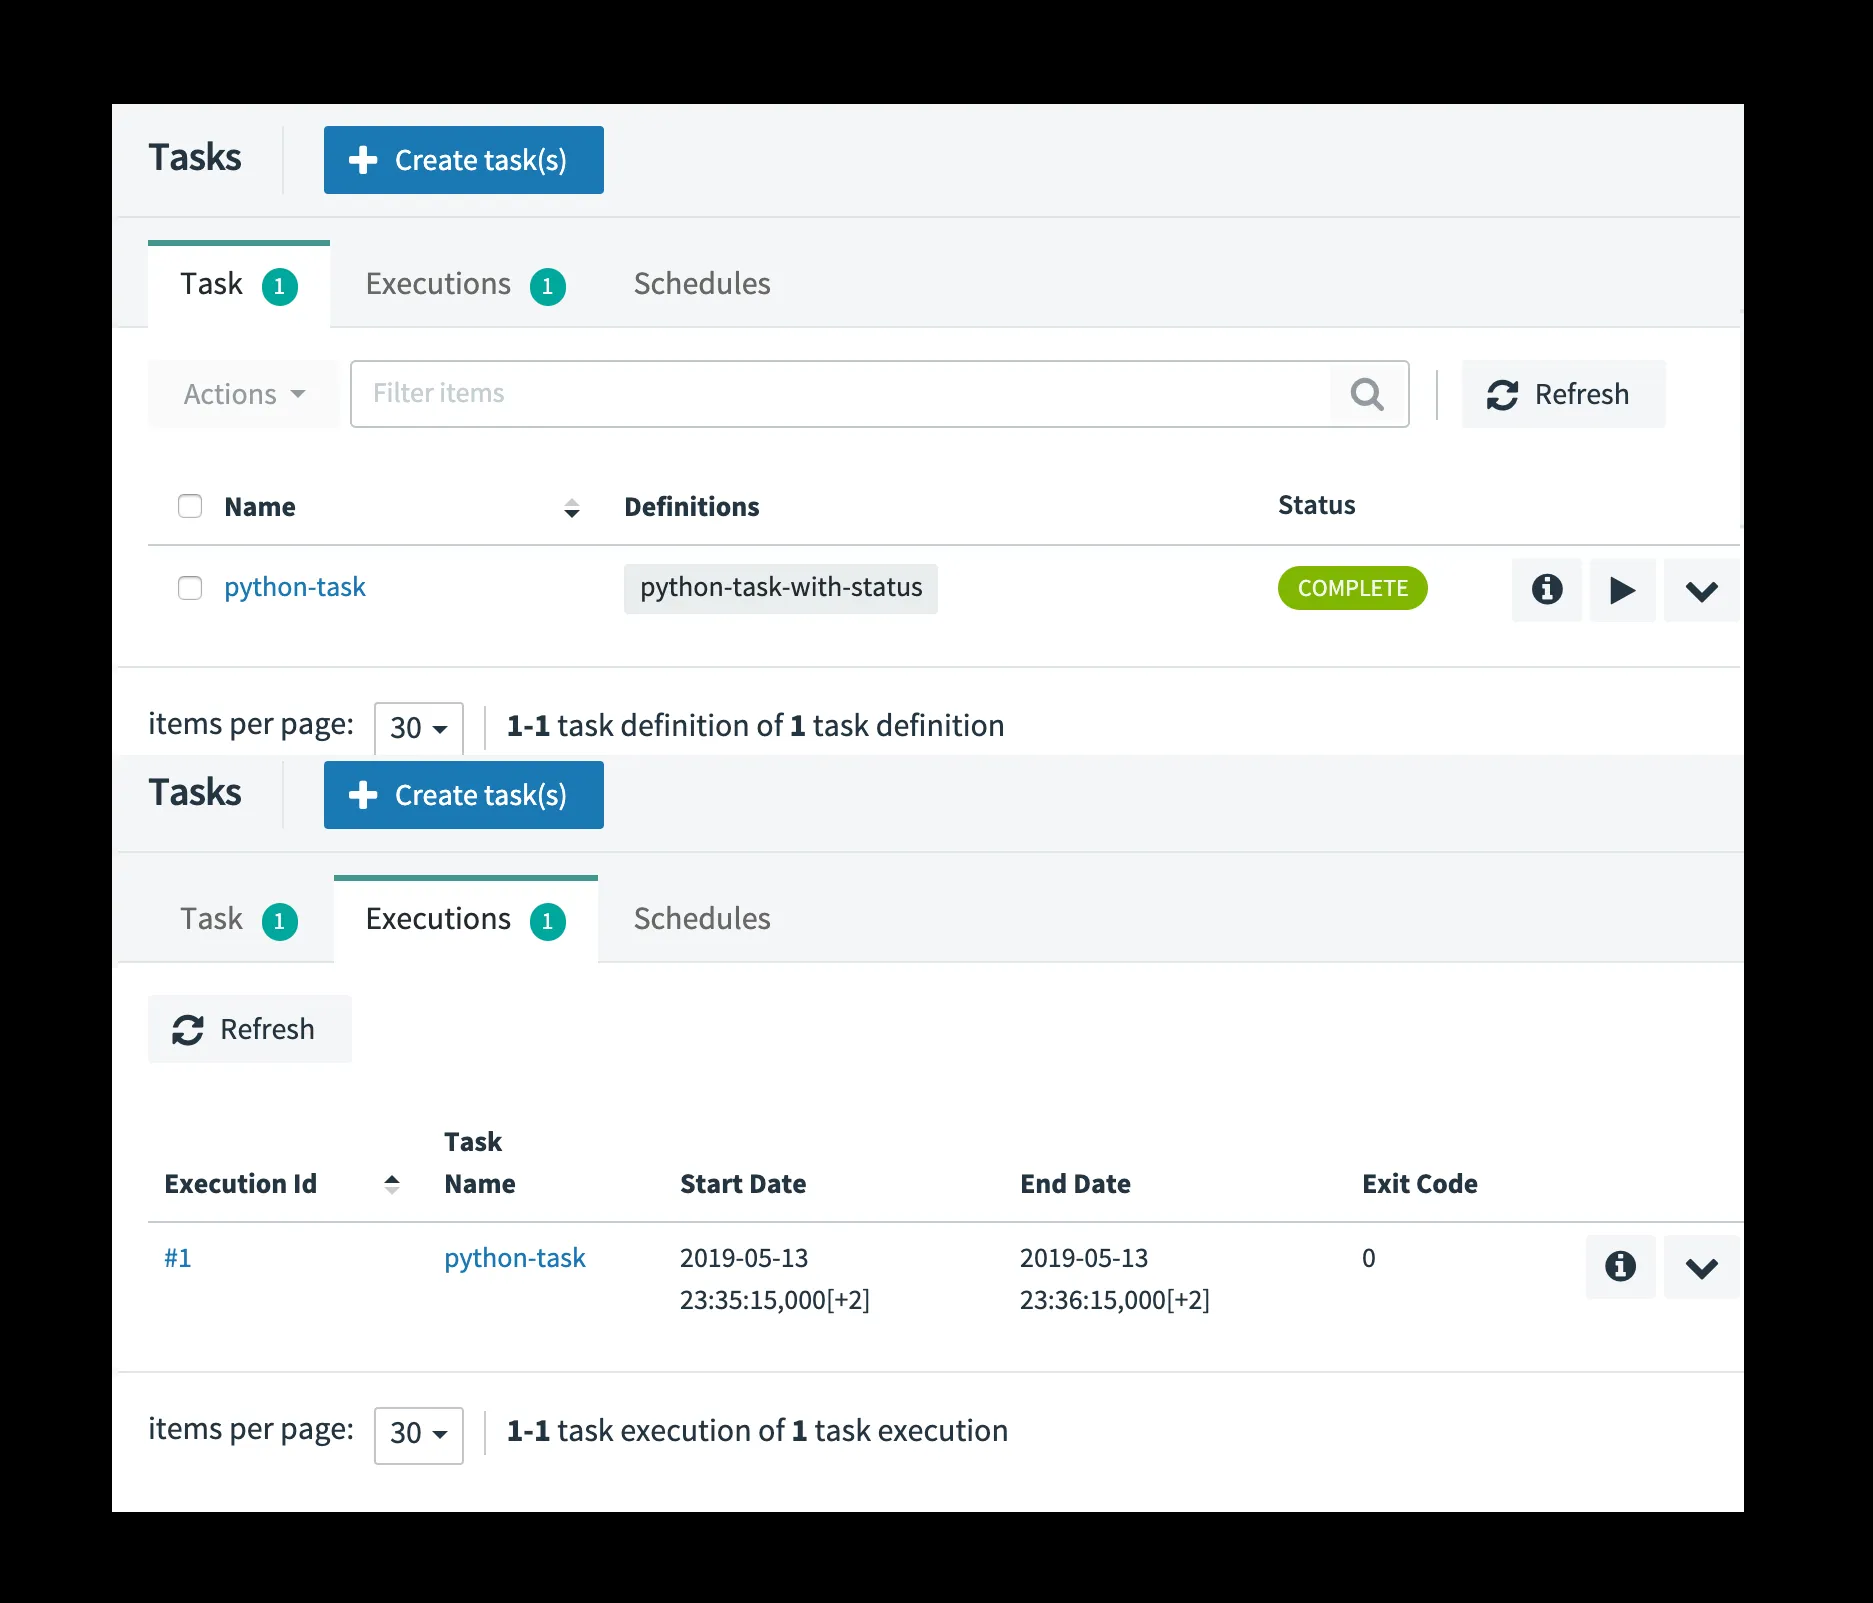 Tasks
Create task(s)
Task 1
Executions 1
Schedules
Actions
Filter items
Refresh
Name
Definitions
Status
python-task
python-task-with-status
COMPLETE
items per page: 30
1-1 task definition of 1 task definition
Tasks
Create task(s)
Task 1
Executions 1
Schedules
Refresh
Execution Id
Task
Name
Start Date
End Date
Exit Code
#1
python-task
2019-05-13
23:35:15,000[+2]
2019-05-13
23:36:15,000[+2]
0
items per page: 30
1-1 task execution of 1 task execution